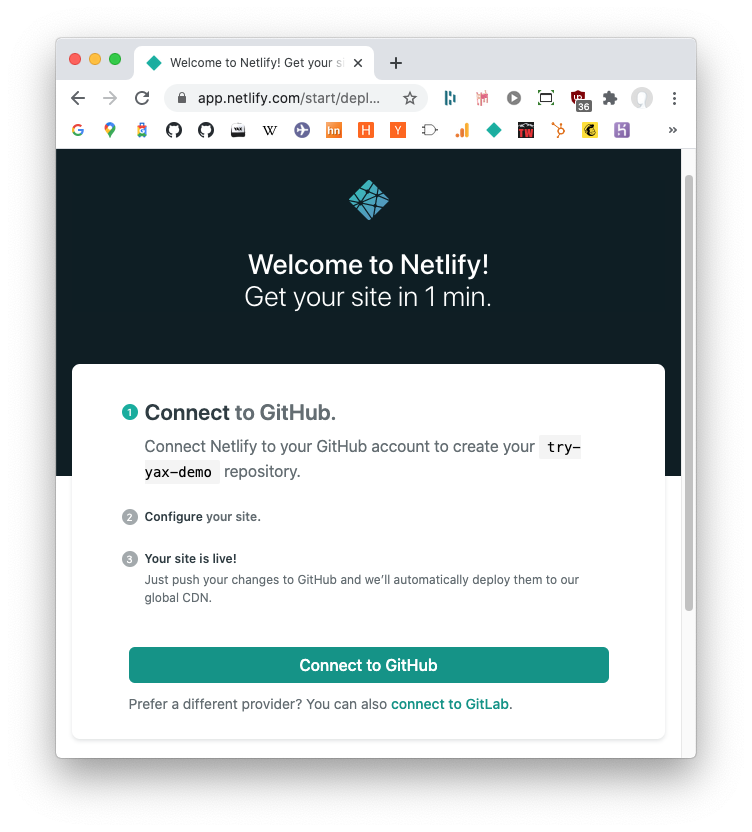 Welcome to Netlify! Get your si
app.netlify.com/start/depl...
36
G W hn H Y TW »
Welcome to Netlify!
Get your site in 1 min.
1 Connect to GitHub.
Connect Netlify to your GitHub account to create your try-
yax-demo repository.
2 Configure your site.
3 Your site is live!
Just push your changes to GitHub and we’ll automatically deploy them to our
global CDN.
Connect to GitHub
Prefer a different provider? You can also connect to GitLab.